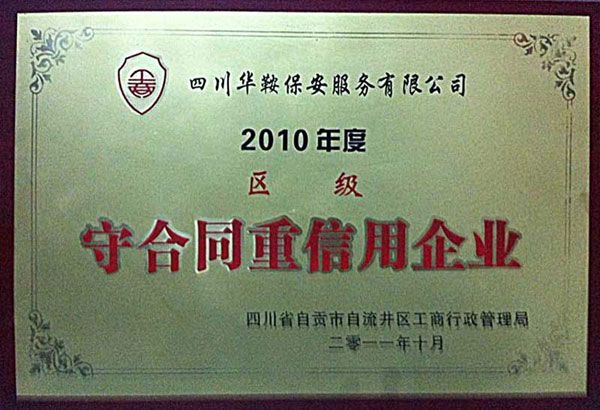 四川华鞍保安服务有限公司
2010年度
区 级
守合同重信用企业
四川省自贡市自流井区工商行政管理局
二零一一年十月